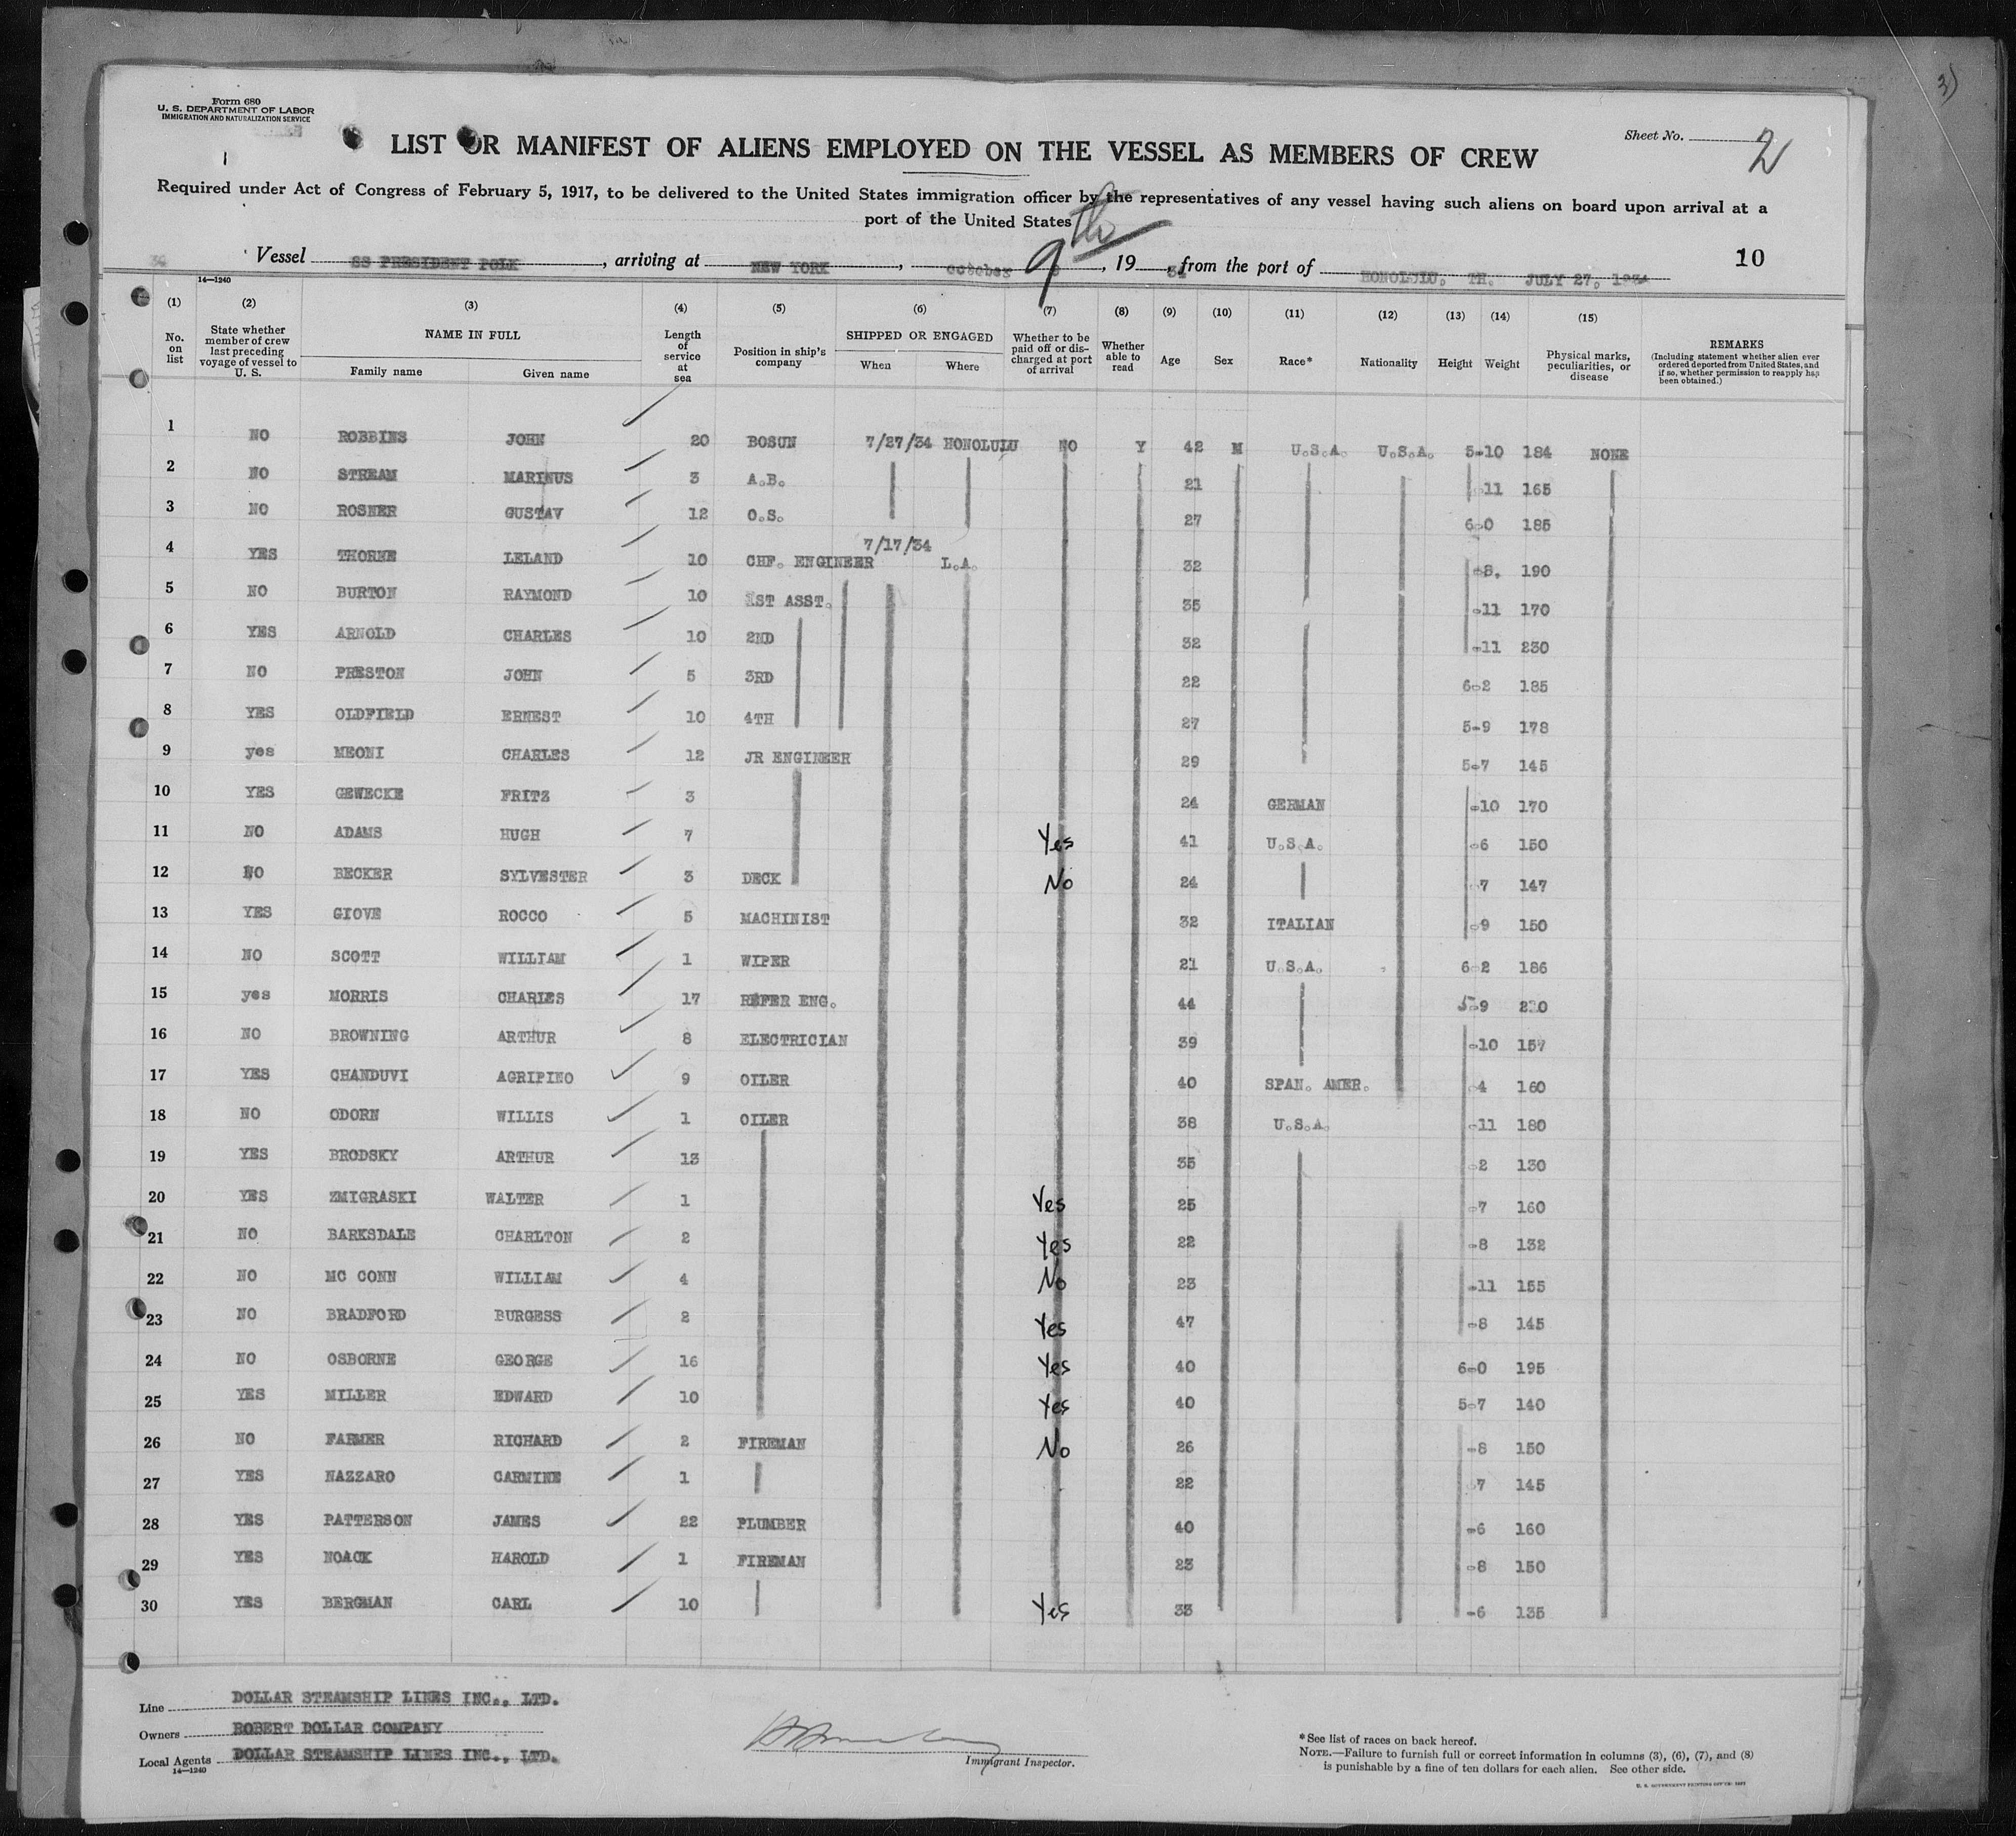 3)
Form 680
U. S. DEPARTMENT OF LABOR
IMMIGRATION AND NATURALIZATION SERVICE
Sheet No. 2
LIST OR MANIFEST OF ALIENS EMPLOYED ON THE VESSEL AS MEMBERS OF CREW
Required under Act of Congress of February 5, 1917, to be delivered to the United States immigration officer by the representatives of any vessel having such aliens on board upon arrival at a
port of the United States
Vessel SS PRESIDENT POLK, arriving at NEW YORK, October 9th, 19 34 from the port of HONOLULU, TH. JULY 27, 1934
10
14—1240
(1) (2) (3) (4) (5) (6) (7) (8) (9) (10) (11) (12) (13) (14) (15)
No. on list
State whether member of crew last preceding voyage of vessel to U. S.
NAME IN FULL
Family name Given name
Length of service at sea
Position in ship's company
SHIPPED OR ENGAGED
When Where
Whether to be paid off or discharged at port of arrival
Whether able to read
Age Sex Race* Nationality Height Weight
Physical marks, peculiarities, or disease
REMARKS
(Including statement whether alien ever ordered deported from United States, and if so, whether permission to reapply has been obtained.)
1 NO ROBBINS JOHN 20 BOSUN 7/27/34 HONOLULU NO Y 42 M U.S.A. U.S.A. 5-10 184 NONE
2 NO STREAM MARINUS 3 A.B. 21 -11 165
3 NO ROSNER GUSTAV 12 O.S. 27 6-0 185
4 YES THORNE LELAND 10 CHF. ENGINEER 7/17/34 L.A. 32 -8. 190
5 NO BURTON RAYMOND 10 1ST ASST. 35 -11 170
6 YES ARNOLD CHARLES 10 2ND 32 -11 230
7 NO PRESTON JOHN 5 3RD 22 6-2 185
8 YES OLDFIELD ERNEST 10 4TH 27 5-9 178
9 yes MEONI CHARLES 12 JR ENGINEER 29 5-7 145
10 YES GEWECKE FRITZ 3 24 GERMAN -10 170
11 NO ADAMS HUGH 7 Yes 41 U.S.A. -6 150
12 NO BECKER SYLVESTER 3 DECK No 24 -7 147
13 YES GIOVE ROCCO 5 MACHINIST 32 ITALIAN -9 150
14 NO SCOTT WILLIAM 1 WIPER 21 U.S.A. 6-2 186
15 yes MORRIS CHARLES 17 REFER ENG. 44 5-9
16 NO BROWNING ARTHUR 8 ELECTRICIAN 39 -10 157
17 YES CHANDUVI AGRIPINO 9 OILER 40 SPAN. AMER. -4 160
18 NO ODORN WILLIS 1 OILER 38 U.S.A. -11 180
19 YES BRODSKY ARTHUR 13 35 -2 130
20 YES ZMIGRASKI WALTER 1 Yes 25 -7 160
21 NO BARKSDALE CHARLTON 2 Yes 22 -8 132
22 NO MC CONN WILLIAM 4 No 23 -11 155
23 NO BRADFORD BURGESS 2 Yes 47 -8 145
24 NO OSBORNE GEORGE 16 Yes 40 6-0 195
25 YES MILLER EDWARD 10 Yes 40 5-7 140
26 NO FARMER RICHARD 2 FIREMAN No 26 -8 150
27 YES NAZZARO CARMINE 1 22 -7 145
28 YES PATTERSON JAMES 22 PLUMBER 40 -6 160
29 YES NOACK HAROLD 1 FIREMAN 23 -8 150
30 YES BERGMAN CARL 10 Yes 33 -6 135
Line DOLLAR STEAMSHIP LINES INC., LTD.
Owners ROBERT DOLLAR COMPANY
Local Agents DOLLAR STEAMSHIP LINES INC., LTD.
14—1240
Immigrant Inspector.
*See list of races on back hereof.
NOTE.—Failure to furnish full or correct information in columns (3), (6), (7), and (8)
is punishable by a fine of ten dollars for each alien. See other side.